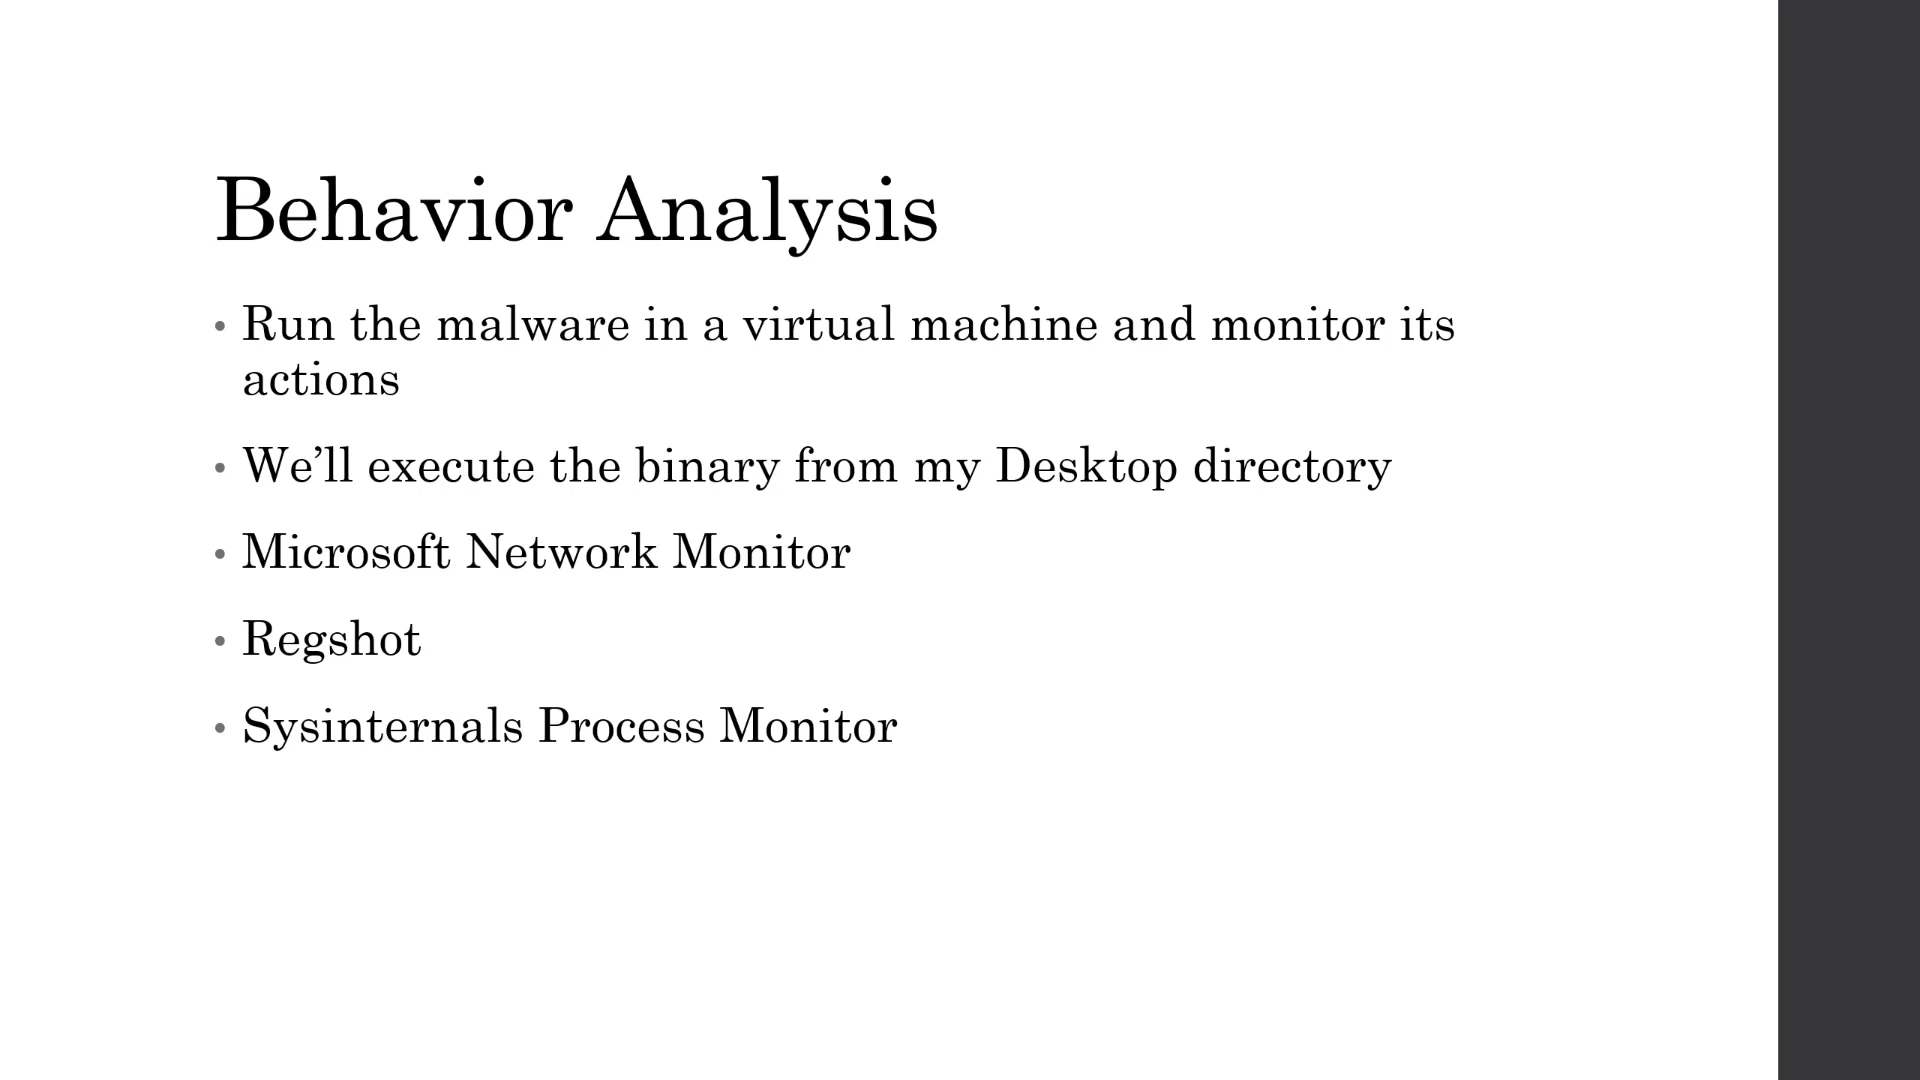 Behavior Analysis
• Run the malware in a virtual machine and monitor its
actions
• We’ll execute the binary from my Desktop directory
• Microsoft Network Monitor
• Regshot
• Sysinternals Process Monitor